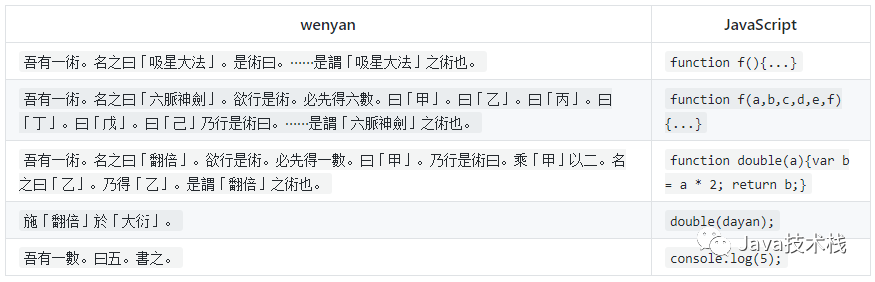 wenyan
JavaScript
吾有一術。名之曰「吸星大法」。是術曰。……是謂「吸星大法」之術也。
function f(){...}
吾有一術。名之曰「六脈神劍」。欲行是術。必先得六數。曰「甲」。曰「乙」。曰「丙」。曰
「丁」。曰「戊」。曰「己」乃行是術曰。……是謂「六脈神劍」之術也。
function f(a,b,c,d,e,f)
{...}
吾有一術。名之曰「翻倍」。欲行是術。必先得一數。曰「甲」。乃行是術曰。乘「甲」以二。名
之曰「乙」。乃得「乙」。是謂「翻倍」之術也。
function double(a){var b
= a * 2; return b;}
施「翻倍」於「大衍」。
double(dayan);
吾有一數。曰五。書之。
console.log(5);
Java技术栈